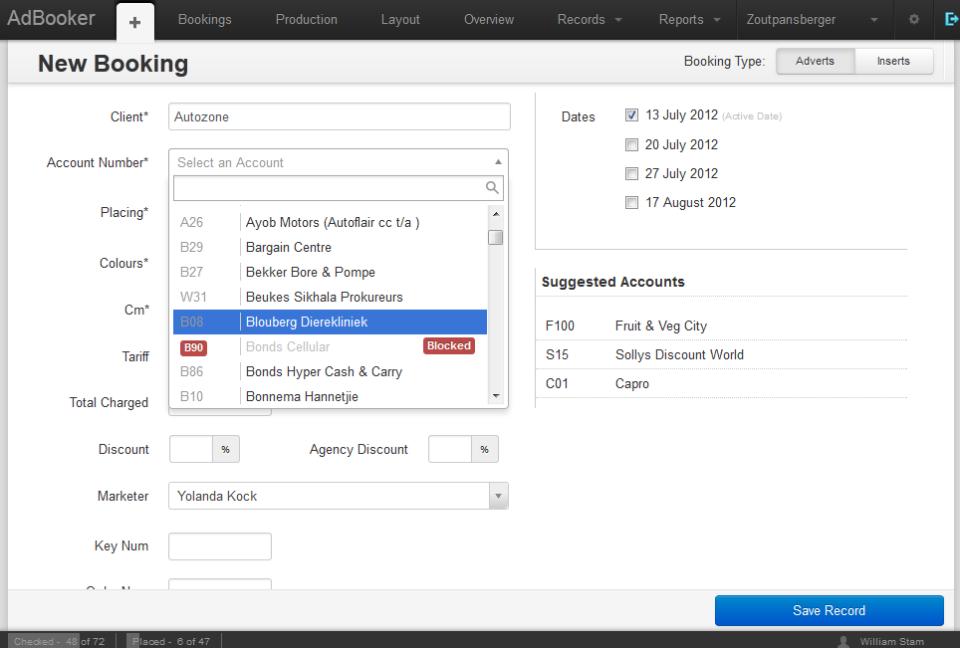 AdBooker + Bookings Production Layout Overview Records Reports Zoutpansberger
New Booking
Booking Type: Adverts Inserts
Client* Autozone
Account Number* Select an Account
A26 Ayob Motors (Autoflair cc t/a )
B29 Bargain Centre
B27 Bekker Bore & Pompe
W31 Beukes Sikhala Prokureurs
B08 Blouberg Dierekliniek
B90 Bonds Cellular Blocked
B86 Bonds Hyper Cash & Carry
B10 Bonnema Hannetjie
Placing*
Colours*
Cm*
Tariff
Total Charged
Discount % Agency Discount %
Marketer Yolanda Kock
Key Num
Dates 13 July 2012 (Active Date)
20 July 2012
27 July 2012
17 August 2012
Suggested Accounts
F100 Fruit & Veg City
S15 Sollys Discount World
C01 Capro
Save Record
Checked - 48 of 72 Placed - 6 of 47 William Stam